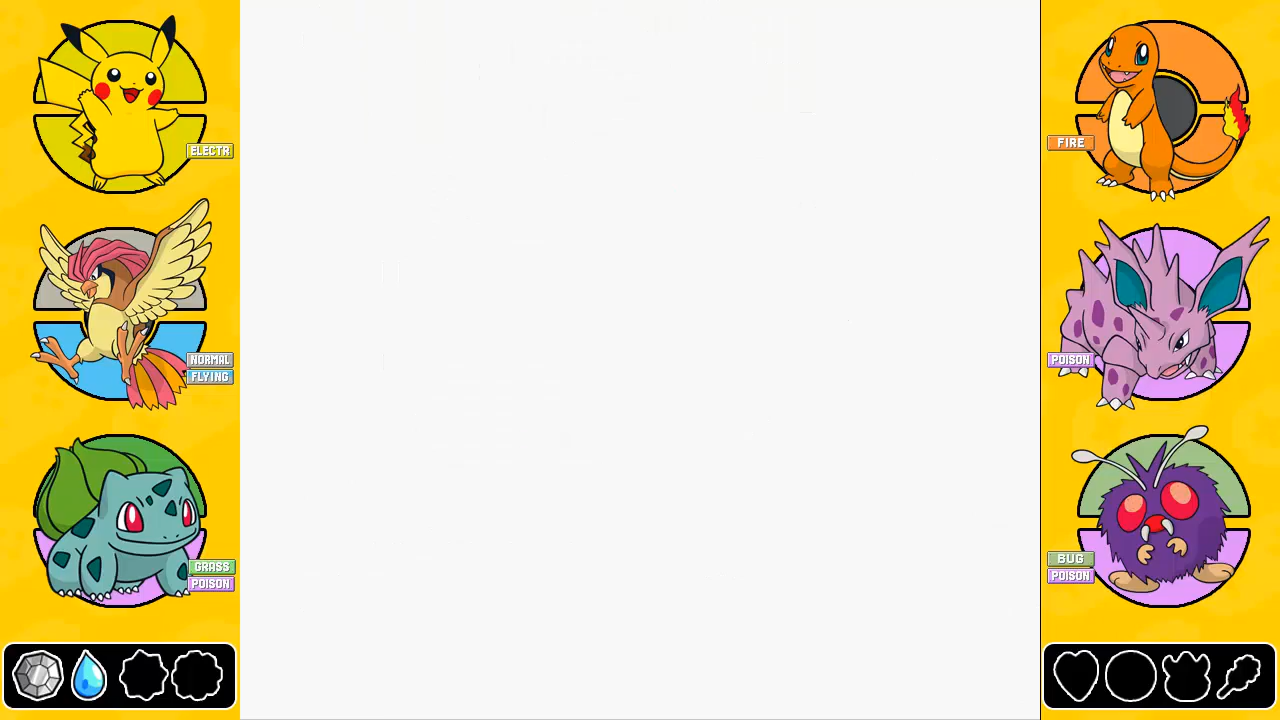 ELECTR
NORMAL
FLYING
GRASS
POISON
FIRE
POISON
BUG
POISON